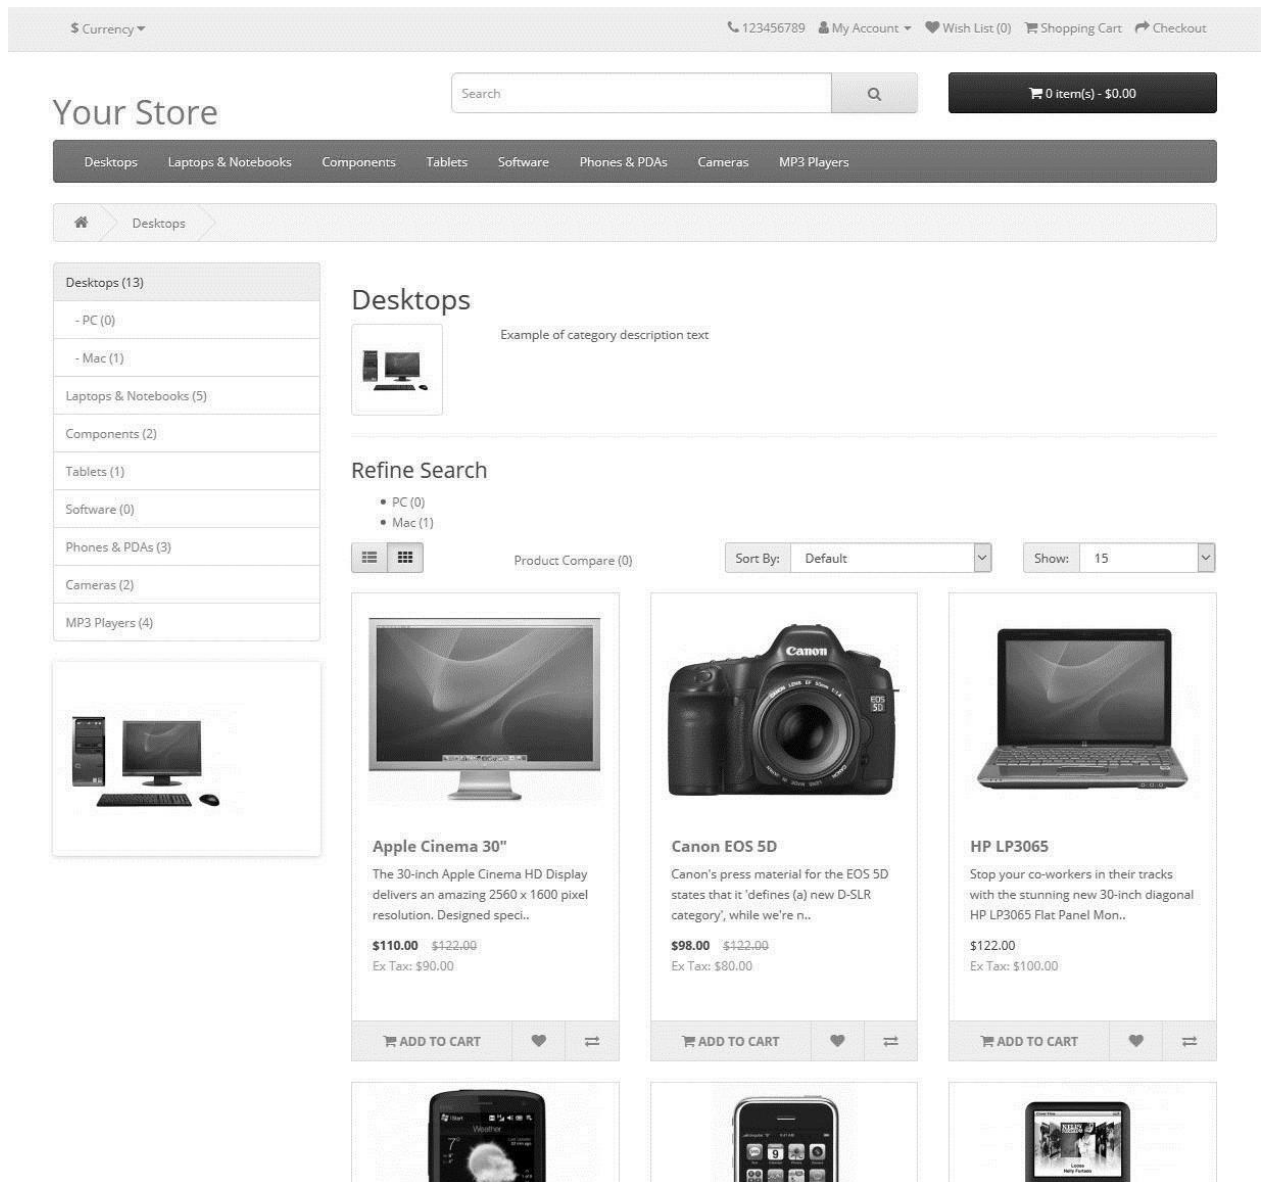 $ Currency
123456789 My Account Wish List (0) Shopping Cart Checkout
Your Store
Search
0 item(s) - $0.00
Desktops Laptops & Notebooks Components Tablets Software Phones & PDAs Cameras MP3 Players
Desktops
Desktops (13)
- PC (0)
- Mac (1)
Laptops & Notebooks (5)
Components (2)
Tablets (1)
Software (0)
Phones & PDAs (3)
Cameras (2)
MP3 Players (4)
Desktops
Example of category description text
Refine Search
PC (0)
Mac (1)
Product Compare (0)
Sort By: Default
Show: 15
Canon
EOS
5D
Apple Cinema 30"
The 30-inch Apple Cinema HD Display
delivers an amazing 2560 x 1600 pixel
resolution. Designed speci..
$110.00 $122.00
Ex Tax: $90.00
ADD TO CART
Canon EOS 5D
Canon's press material for the EOS 5D
states that it 'defines (a) new D-SLR
category', while we're n..
$98.00 $122.00
Ex Tax: $80.00
ADD TO CART
HP LP3065
Stop your co-workers in their tracks
with the stunning new 30-inch diagonal
HP LP3065 Flat Panel Mon..
$122.00
Ex Tax: $100.00
ADD TO CART
Start
Weather
7°
9